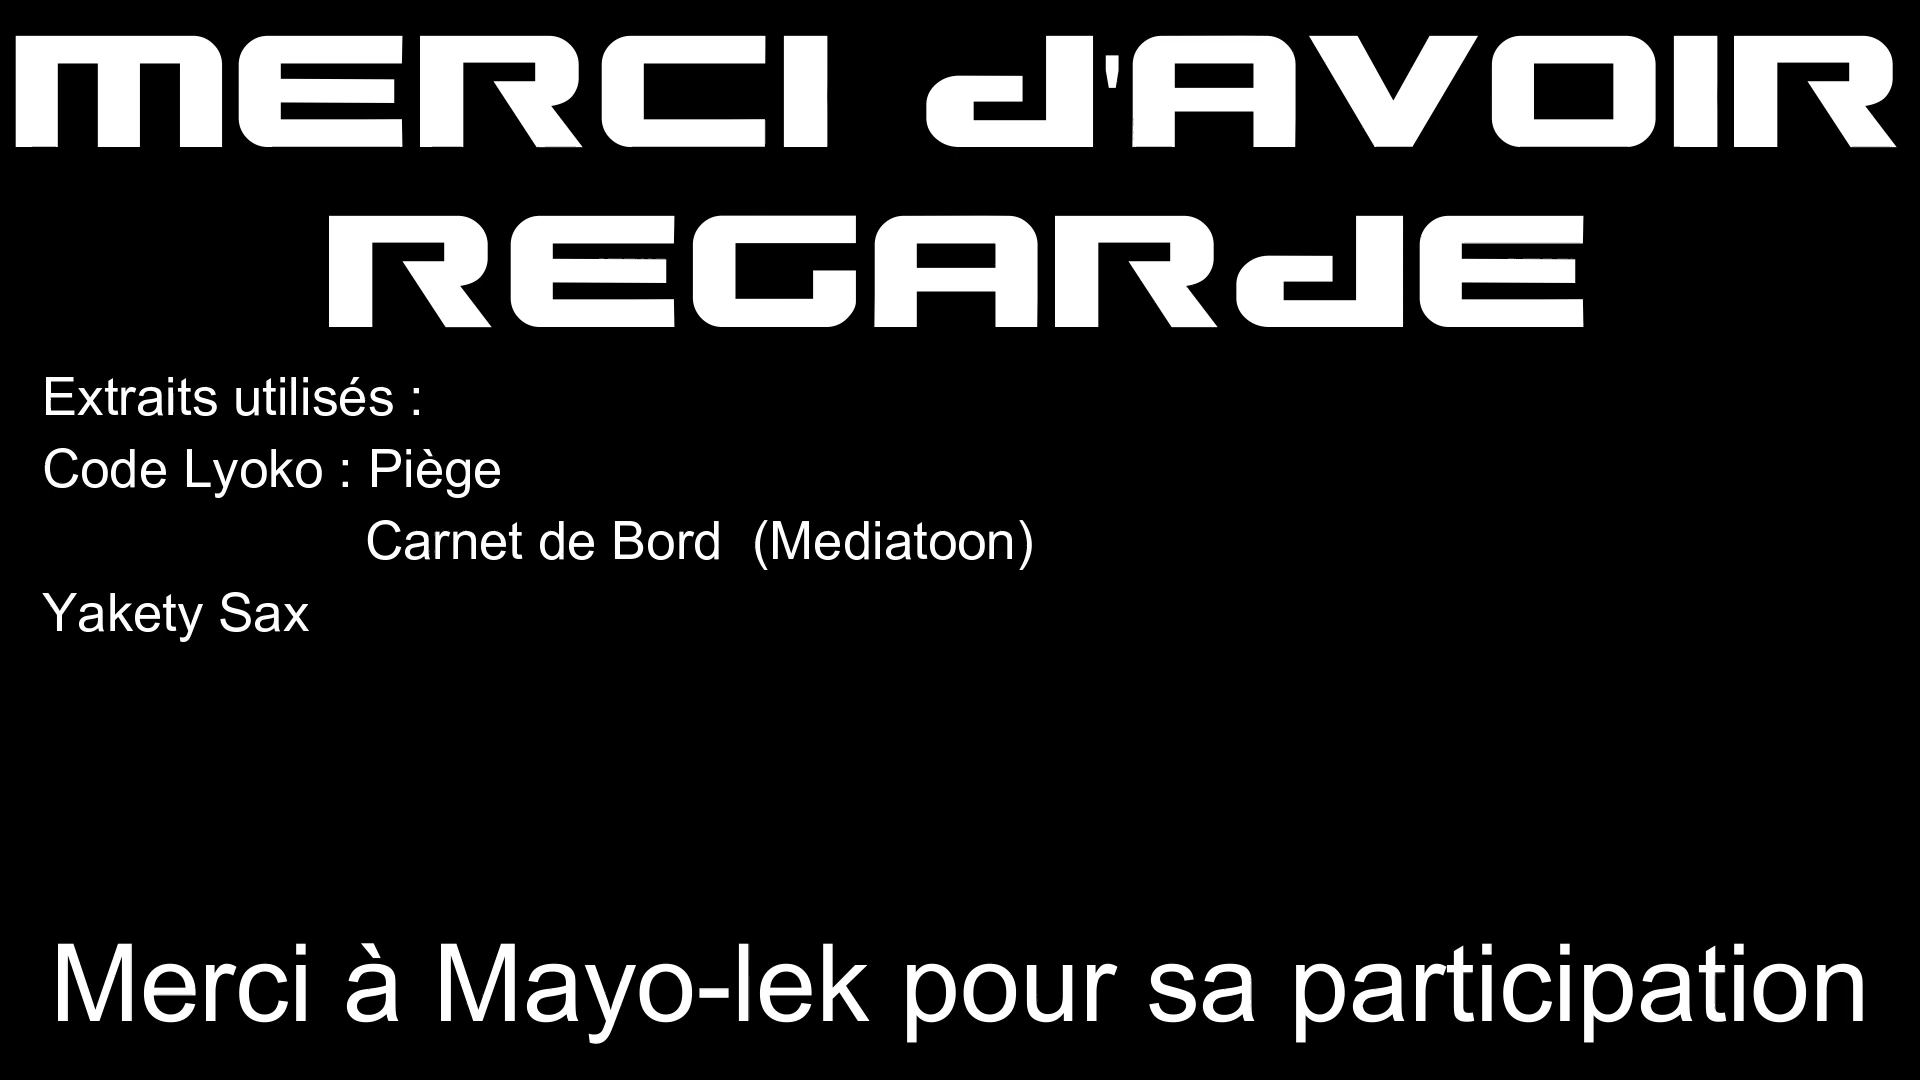 MERCI d'AVOIR
REGARdE
Extraits utilisés :
Code Lyoko : Piège
Carnet de Bord (Mediatoon)
Yakety Sax
Merci à Mayo-lek pour sa participation